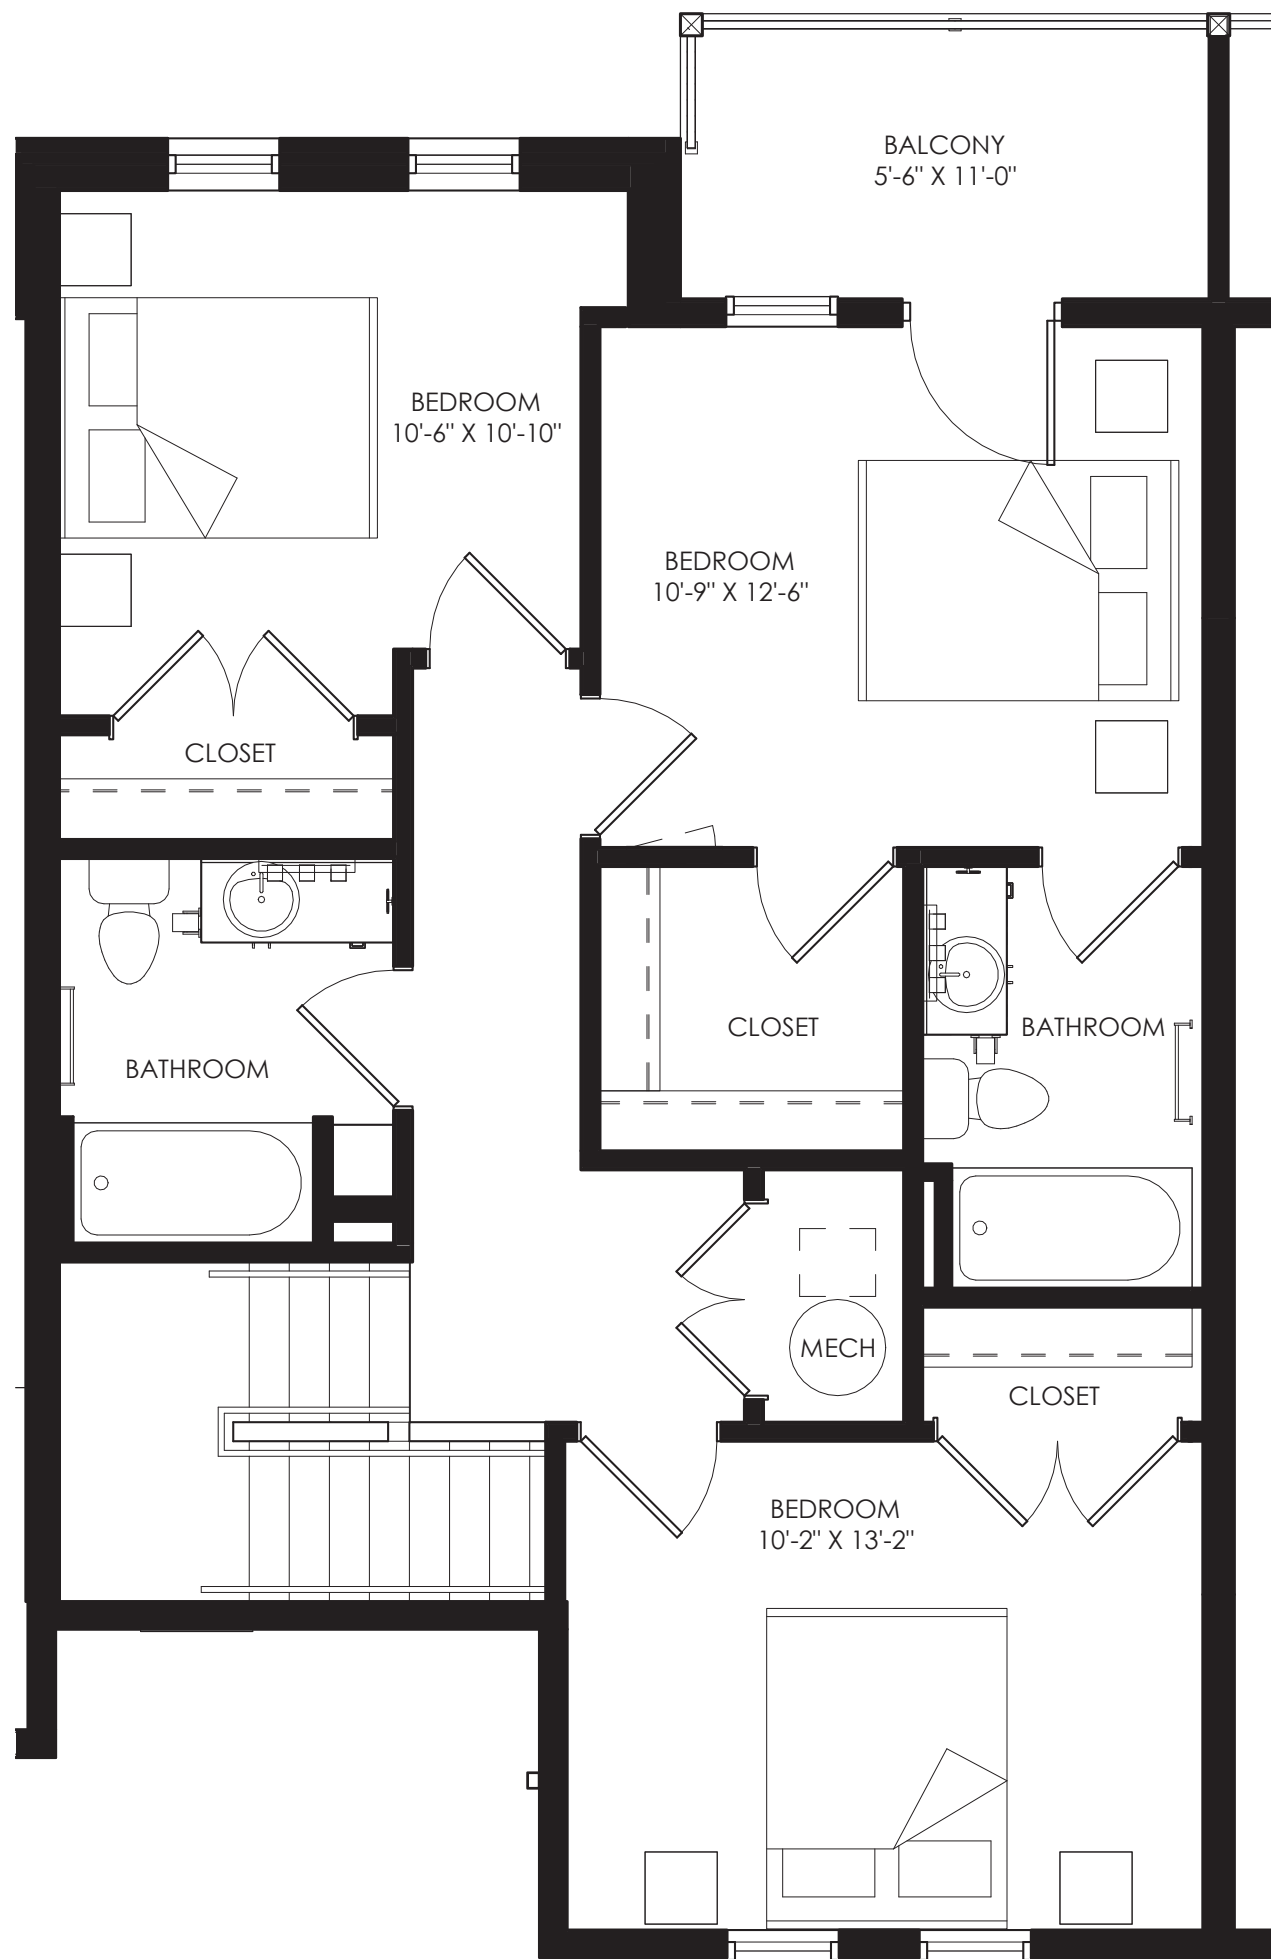 BALCONY
5'-6" X 11'-0"
BEDROOM
10'-6" X 10'-10"
BEDROOM
10'-9" X 12'-6"
CLOSET
CLOSET
BATHROOM
BATHROOM
MECH
CLOSET
BEDROOM
10'-2" X 13'-2"